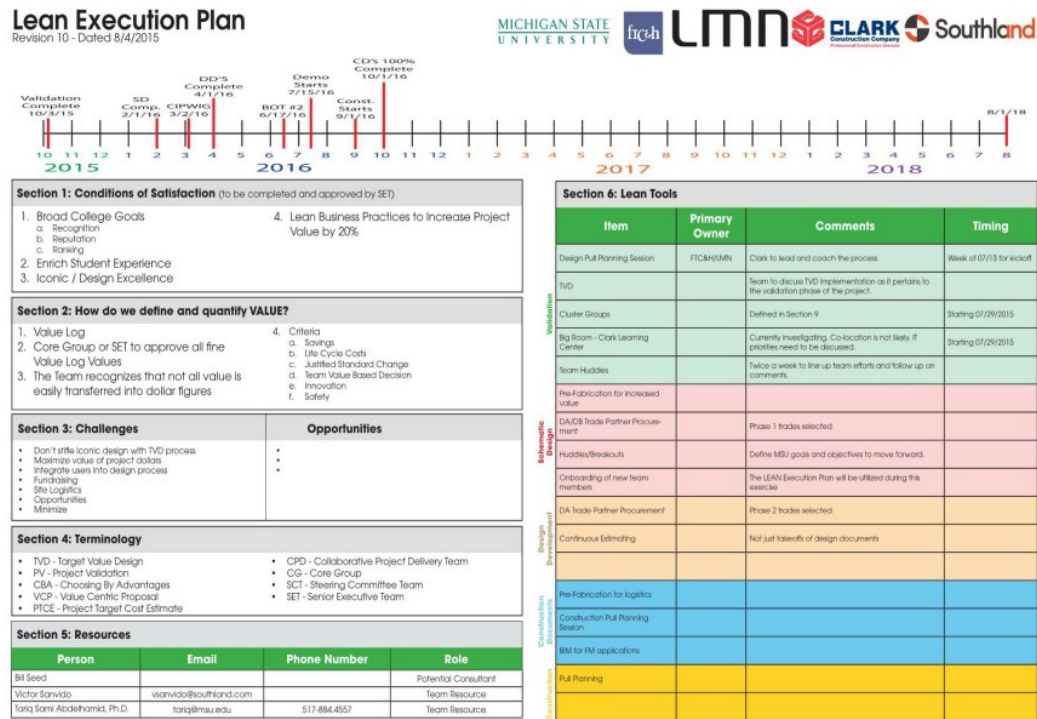 Lean Execution Plan
Revision 10 - Dated 8/4/2015
MICHIGAN STATE
UNIVERSITY
ftc&h
LMN
CLARK
Construction Company
Professional Construction Services
Southland
Validation
Complete
10/3/15
SD
Comp.
2/1/16
CIPWIG
3/2/16
DD'S
Complete
4/1/16
BOT #2
6/17/16
Demo
Starts
7/15/16
Const.
Starts
9/1/16
CD's 100%
Complete
10/1/16
8/1/18
10 11 12 1 2 3 4 5 6 7 8 9 10 11 12 1 2 3 4 5 6 7 8 9 10 11 12 1 2 3 4 5 6 7 8
2015 2016 2017 2018
Section 1: Conditions of Satisfaction (to be completed and approved by SET)
1. Broad College Goals
a. Recognition
b. Reputation
c. Ranking
2. Enrich Student Experience
3. Iconic / Design Excellence
4. Lean Business Practices to Increase Project
Value by 20%
Section 2: How do we define and quantify VALUE?
1. Value Log
2. Core Group or SET to approve all fine
Value Log Values
3. The Team recognizes that not all value is
easily transferred into dollar figures
4. Criteria
a. Savings
b. Life Cycle Costs
c. Justified Standard Change
d. Team Value Based Decision
e. Innovation
f. Safety
Section 3: Challenges
• Don't stifle iconic design with TVD process
• Maximize value of project dollars
• Integrate users into design process
• Fundraising
• Site Logistics
• Opportunities
• Minimize
Opportunities
•
•
•
Section 4: Terminology
• TVD - Target Value Design
• PV - Project Validation
• CBA - Choosing By Advantages
• VCP - Value Centric Proposal
• PTCE - Project Target Cost Estimate
• CPD - Collaborative Project Delivery Team
• CG - Core Group
• SCT - Steering Committee Team
• SET - Senior Executive Team
Section 5: Resources
Person Email Phone Number Role
Bill Seed Potential Consultant
Victor Sanvido vsanvido@southland.com Team Resource
Tariq Sami Abdelhamid, Ph.D. tariq@msu.edu 517-884.4557 Team Resource
Section 6: Lean Tools
Item Primary Owner Comments Timing
Validation
Design Pull Planning Session FTC&H/LMN Clark to lead and coach the process Week of 07/13 for kickoff
TVD Team to discuss TVD Implementation as it pertains to
the validation phase of the project.
Cluster Groups Defined in Section 9 Starting 07/29/2015
Big Room - Clark Learning
Center Currently investigating. Co-location is not likely. IT
priorities need to be discussed. Starting 07/29/2015
Team Huddles Twice a week to line up team efforts and follow up on
comments.
Schematic
Design
Pre-Fabrication for increased
value
DA/DB Trade Partner Procure-
ment Phase 1 trades selected
Huddles/Breakouts Define MSU goals and objectives to move forward.
Onboarding of new team
members The LEAN Execution Plan will be utilized during this
exercise
Design
Development
DA Trade Partner Procurement Phase 2 trades selected
Continuous Estimating Not just takeoffs of design documents
Construction
Documents
Pre-Fabrication for logistics
Construction Pull Planning
Session
BIM for FM applications
Construction
Pull Planning